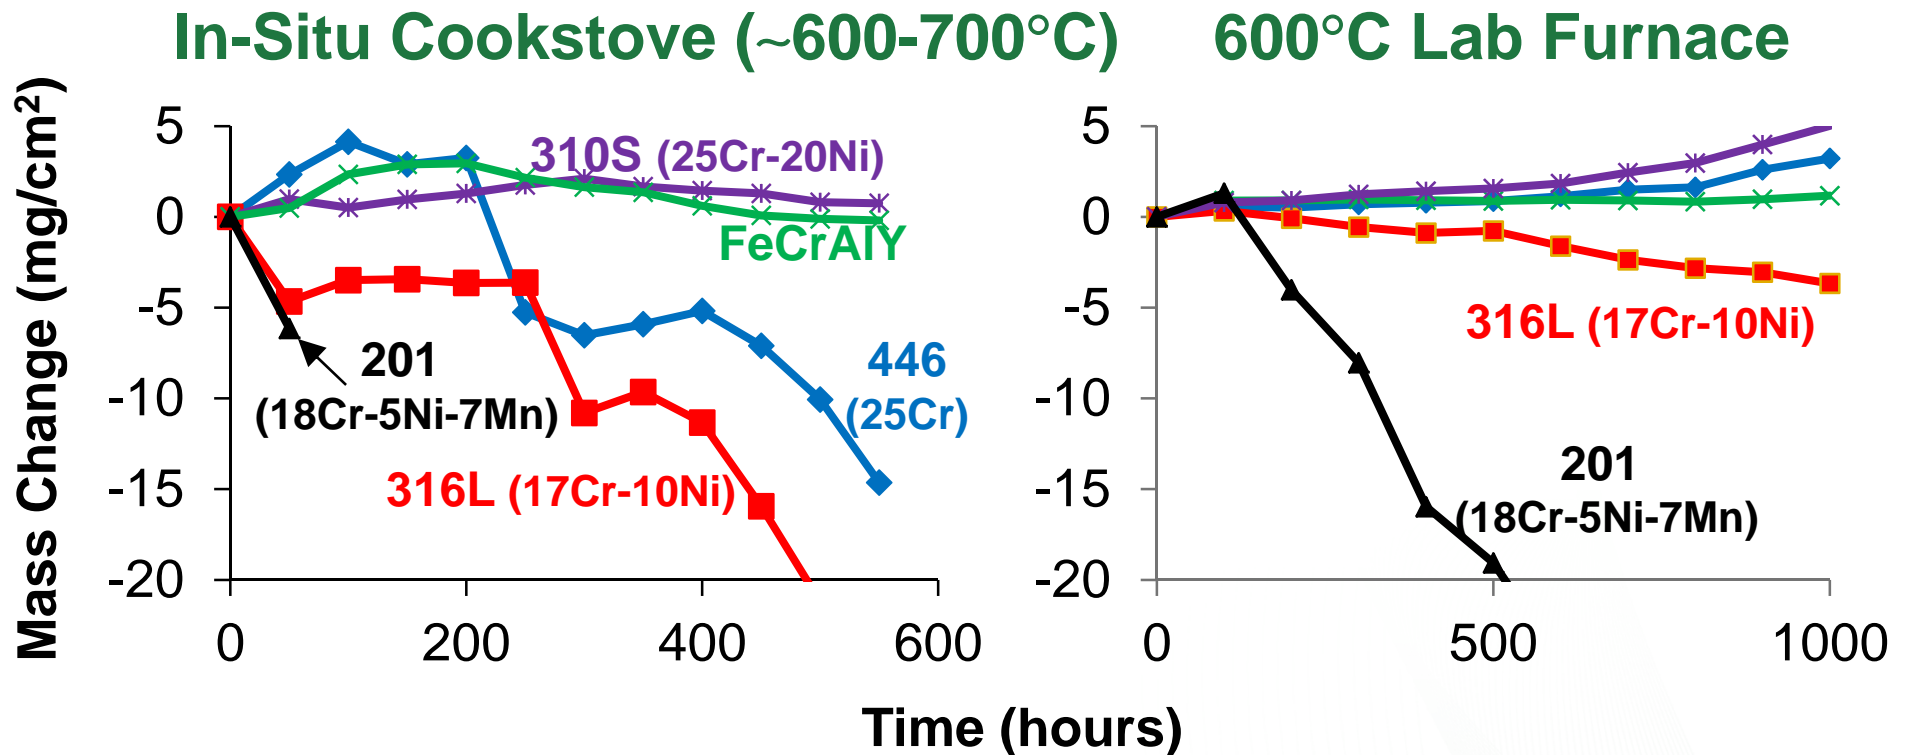 In-Situ Cookstove (~600-700°C)
600°C Lab Furnace
Mass Change (mg/cm²)
5
0
-5
-10
-15
-20
0
200
400
600
310S (25Cr-20Ni)
FeCrAlY
201
(18Cr-5Ni-7Mn)
446
(25Cr)
316L (17Cr-10Ni)
5
0
-5
-10
-15
-20
0
500
1000
316L (17Cr-10Ni)
201
(18Cr-5Ni-7Mn)
Time (hours)